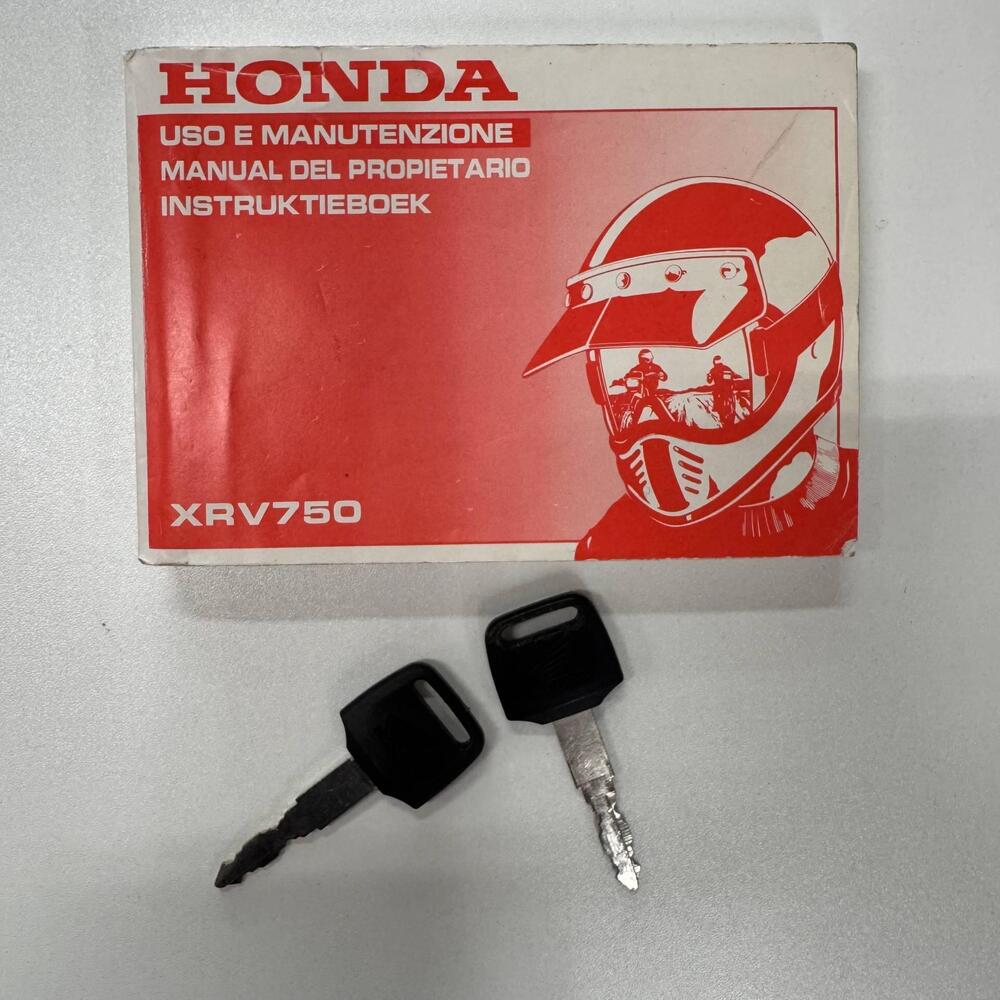 HONDA
USO E MANUTENZIONE
MANUAL DEL PROPIETARIO
INSTRUKTIEBOEK
XRV750